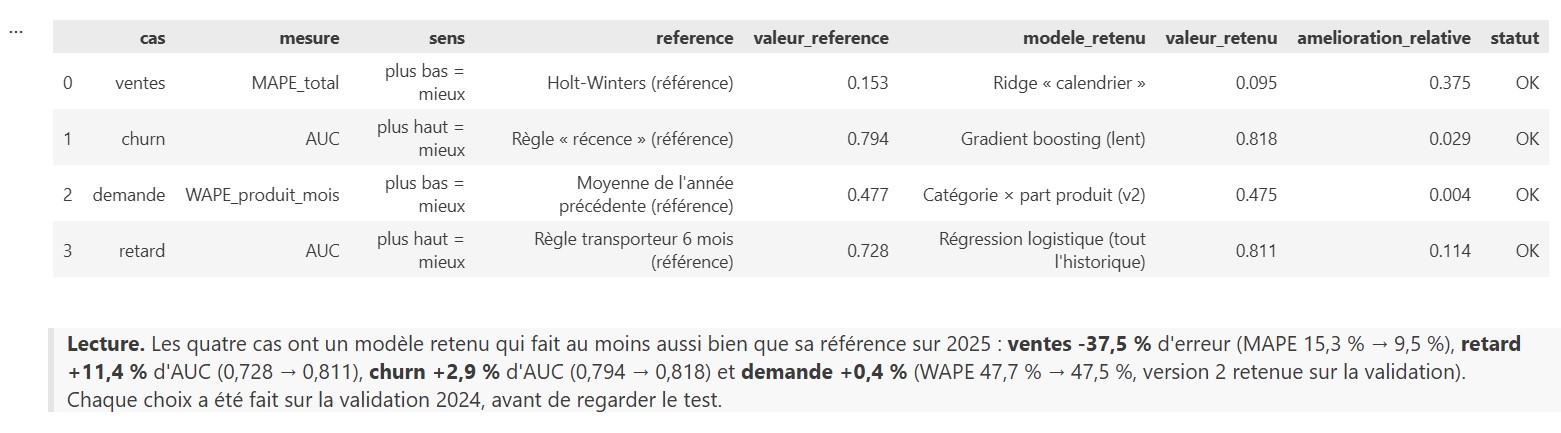 ...
cas mesure sens reference valeur_reference modele_retenu valeur_retenu amelioration_relative statut
0 ventes MAPE_total plus bas = mieux Holt-Winters (référence) 0.153 Ridge « calendrier » 0.095 0.375 OK
1 churn AUC plus haut = mieux Règle « récence » (référence) 0.794 Gradient boosting (lent) 0.818 0.029 OK
2 demande WAPE_produit_mois plus bas = mieux Moyenne de l'année précédente (référence) 0.477 Catégorie × part produit (v2) 0.475 0.004 OK
3 retard AUC plus haut = mieux Règle transporteur 6 mois (référence) 0.728 Régression logistique (tout l'historique) 0.811 0.114 OK
Lecture. Les quatre cas ont un modèle retenu qui fait au moins aussi bien que sa référence sur 2025 : ventes -37,5 % d'erreur (MAPE 15,3 % → 9,5 %), retard
+11,4 % d'AUC (0,728 → 0,811), churn +2,9 % d'AUC (0,794 → 0,818) et demande +0,4 % (WAPE 47,7 % → 47,5 %, version 2 retenue sur la validation).
Chaque choix a été fait sur la validation 2024, avant de regarder le test.